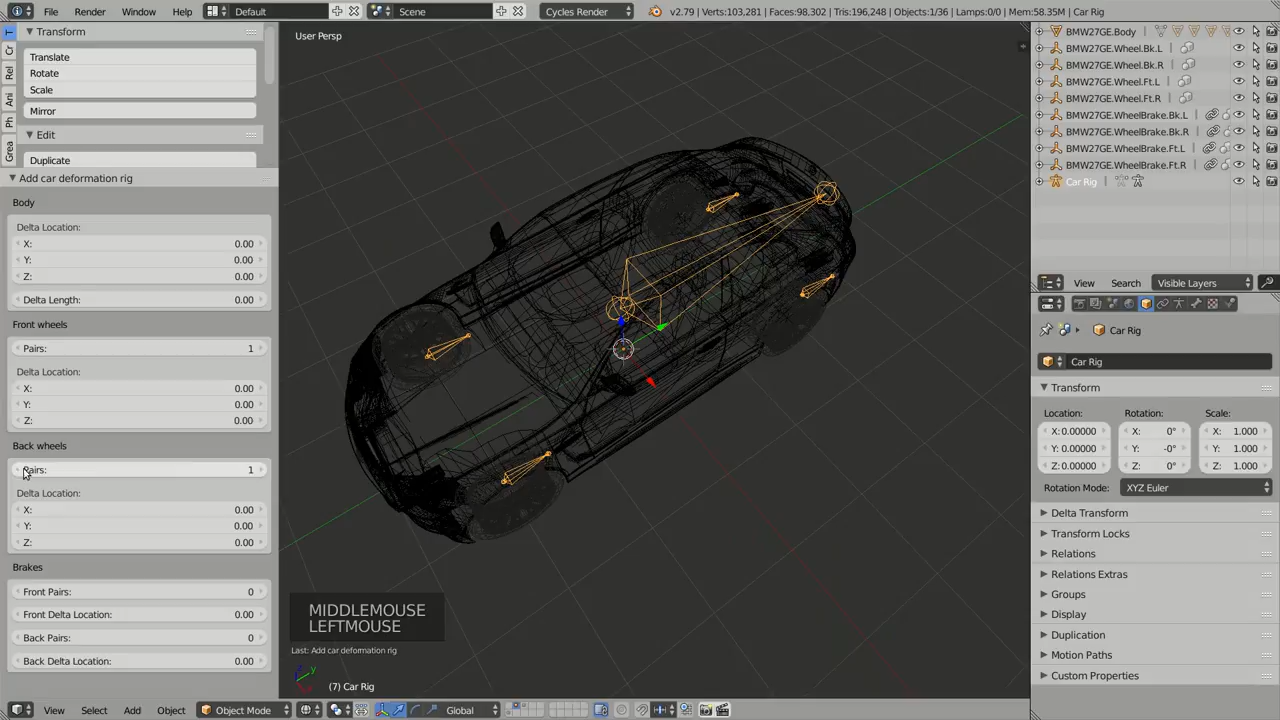 File Render Window Help Default Scene Cycles Render v2.79 | Verts:103,281 | Faces:98,302 | Tris:196,248 | Objects:1/36 | Lamps:0/0 | Mem:58.35M | Car Rig
Transform
Translate
Rotate
Scale
Mirror
Edit
Duplicate
T
Cr
Rel
Ani
Ph
Grea
Add car deformation rig
Body
Delta Location:
X: 0.00
Y: 0.00
Z: 0.00
Delta Length: 0.00
Front wheels
Pairs: 1
Delta Location:
X: 0.00
Y: 0.00
Z: 0.00
Back wheels
Pairs: 1
Delta Location:
X: 0.00
Y: 0.00
Z: 0.00
Brakes
Front Pairs: 0
Front Delta Location: 0.00
Back Pairs: 0
Back Delta Location: 0.00
User Persp
MIDDLEMOUSE
LEFTMOUSE
Last: Add car deformation rig
z y
(7) Car Rig
View Select Add Object Object Mode Global
BMW27GE.Body
BMW27GE.Wheel.Bk.L
BMW27GE.Wheel.Bk.R
BMW27GE.Wheel.Ft.L
BMW27GE.Wheel.Ft.R
BMW27GE.WheelBrake.Bk.L
BMW27GE.WheelBrake.Bk.R
BMW27GE.WheelBrake.Ft.L
BMW27GE.WheelBrake.Ft.R
Car Rig
View Search Visible Layers
Car Rig
Car Rig
Transform
Location: Rotation: Scale:
X: 0.00000 X: 0° X: 1.000
Y: 0.00000 Y: -0° Y: 1.000
Z: 0.00000 Z: 0° Z: 1.000
Rotation Mode: XYZ Euler
Delta Transform
Transform Locks
Relations
Relations Extras
Groups
Display
Duplication
Motion Paths
Custom Properties